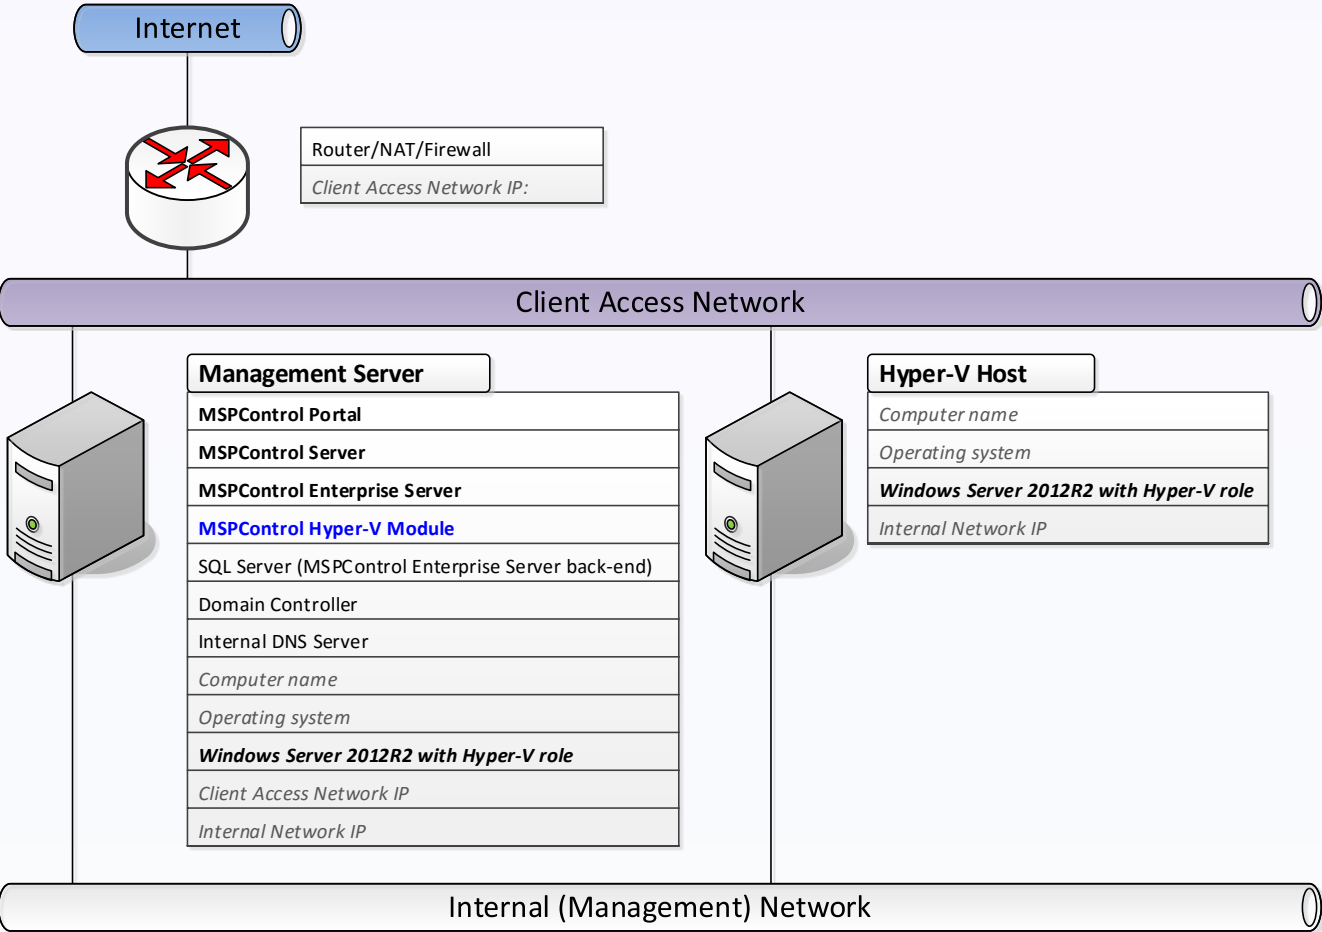 Internet
Router/NAT/Firewall
Client Access Network IP:
Client Access Network
Management Server
MSPControl Portal
MSPControl Server
MSPControl Enterprise Server
MSPControl Hyper-V Module
SQL Server (MSPControl Enterprise Server back-end)
Domain Controller
Internal DNS Server
Computer name
Operating system
Windows Server 2012R2 with Hyper-V role
Client Access Network IP
Internal Network IP
Hyper-V Host
Computer name
Operating system
Windows Server 2012R2 with Hyper-V role
Internal Network IP
Internal (Management) Network